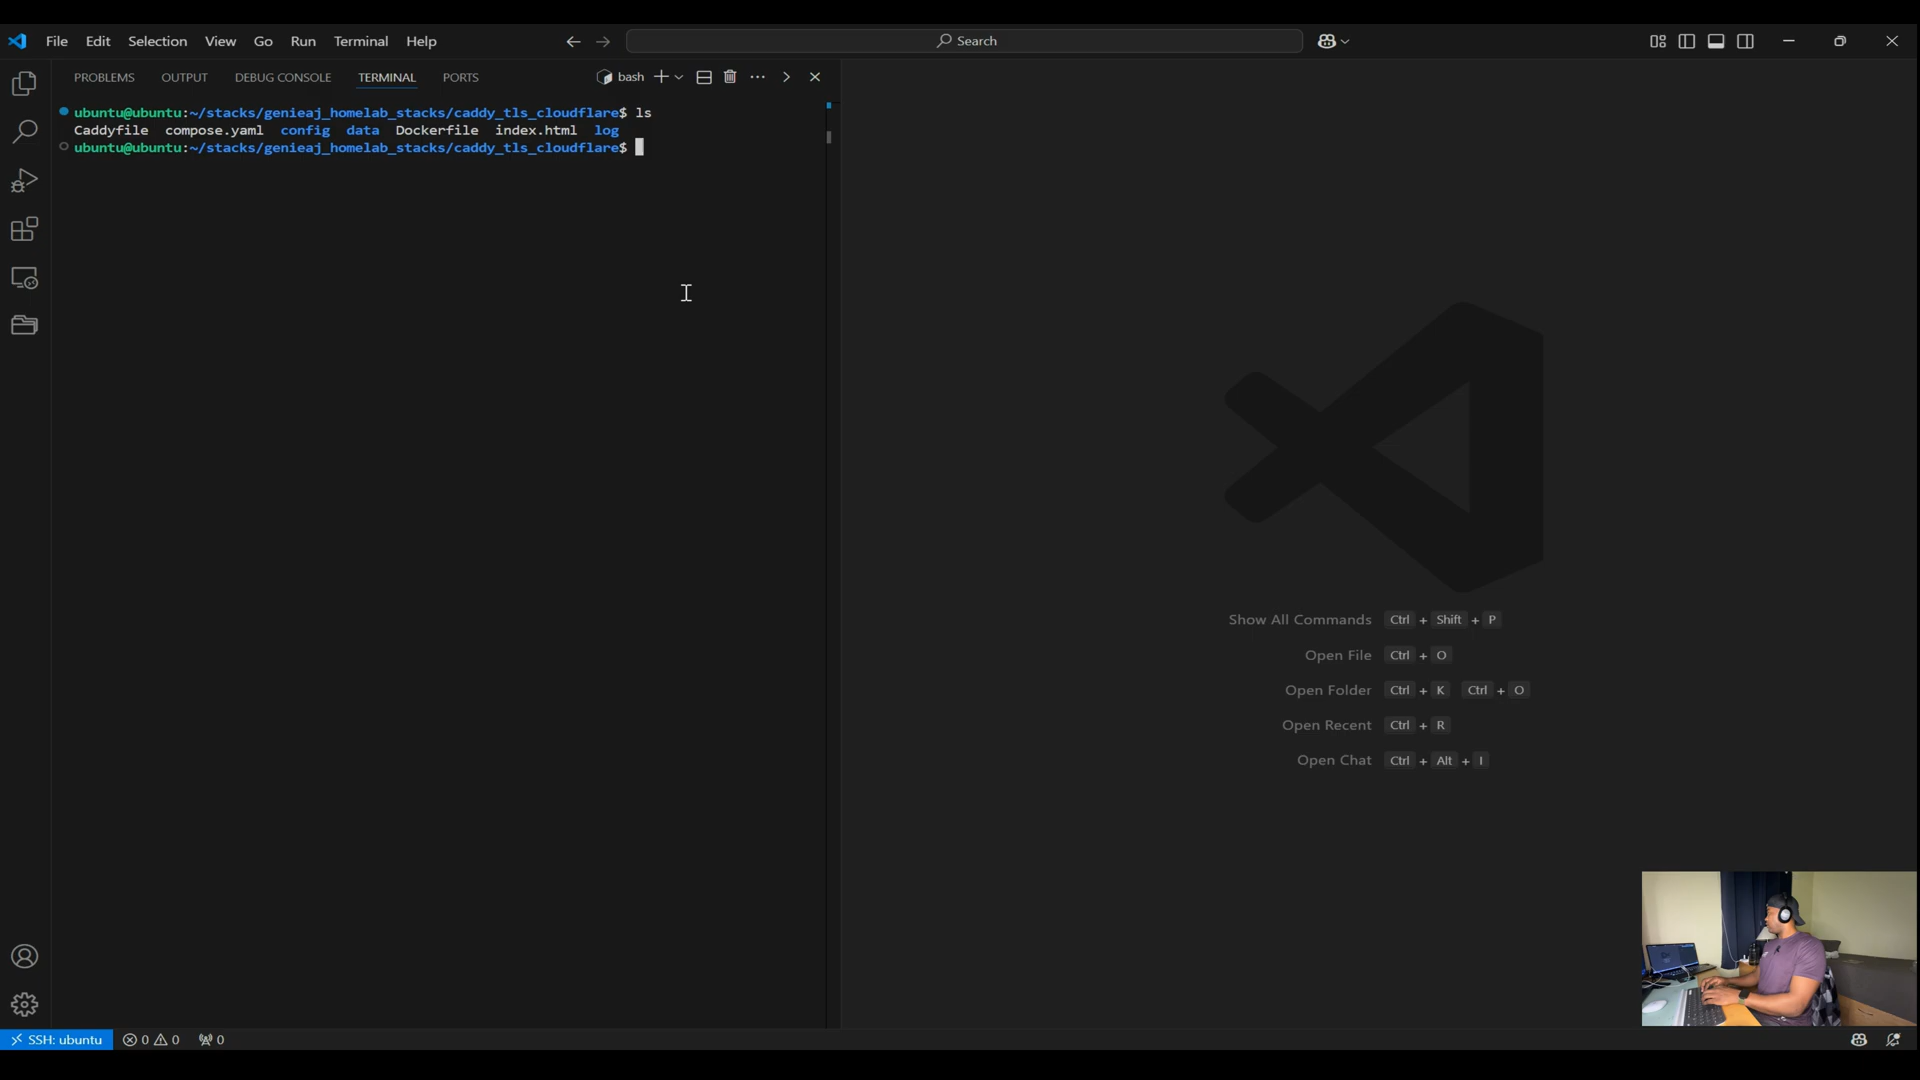 File Edit Selection View Go Run Terminal Help
Search
PROBLEMS OUTPUT DEBUG CONSOLE TERMINAL PORTS
bash
ubuntu@ubuntu:~/stacks/genieaj_homelab_stacks/caddy_tls_cloudflare$ ls
Caddyfile compose.yaml config data Dockerfile index.html log
ubuntu@ubuntu:~/stacks/genieaj_homelab_stacks/caddy_tls_cloudflare$
Show All Commands Ctrl + Shift + P
Open File Ctrl + O
Open Folder Ctrl + K Ctrl + O
Open Recent Ctrl + R
Open Chat Ctrl + Alt + I
SSH: ubuntu 0 0 0